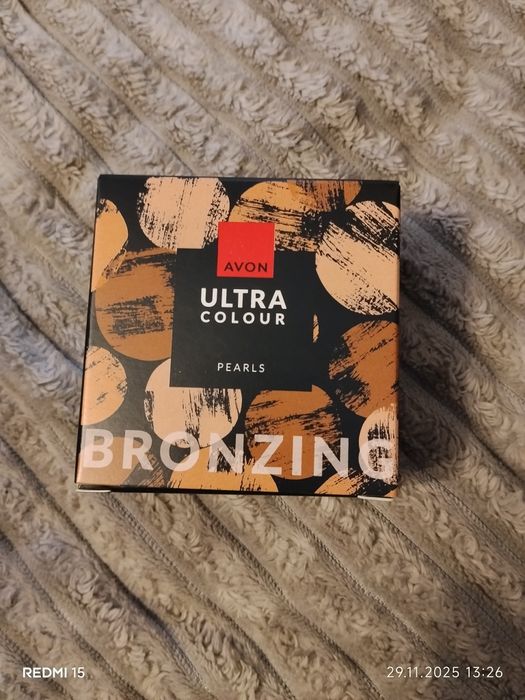 AVON
ULTRA
COLOUR
PEARLS
BRONZING
REDMI 15
29.11.2025 13:26